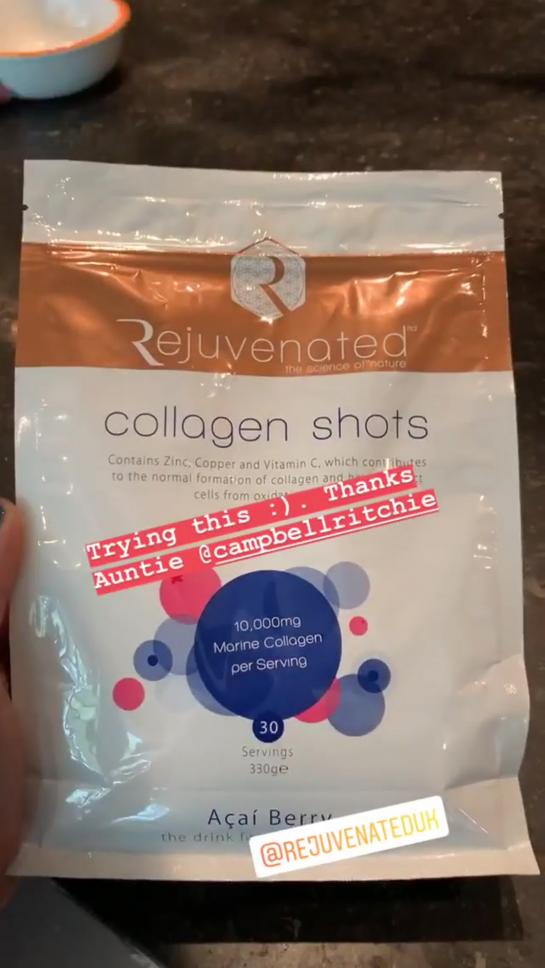 Rejuvenated ltd
the science of nature
collagen shots
Contains Zinc, Copper and Vitamin C, which contributes
to the normal formation of collagen and
cells from
Trying this :). Thanks
Auntie @campbellritchie
10,000mg
Marine Collagen
per Serving
30
Servings
330g℮
Açaí Berry
the drink
@REJUVENATEDUK